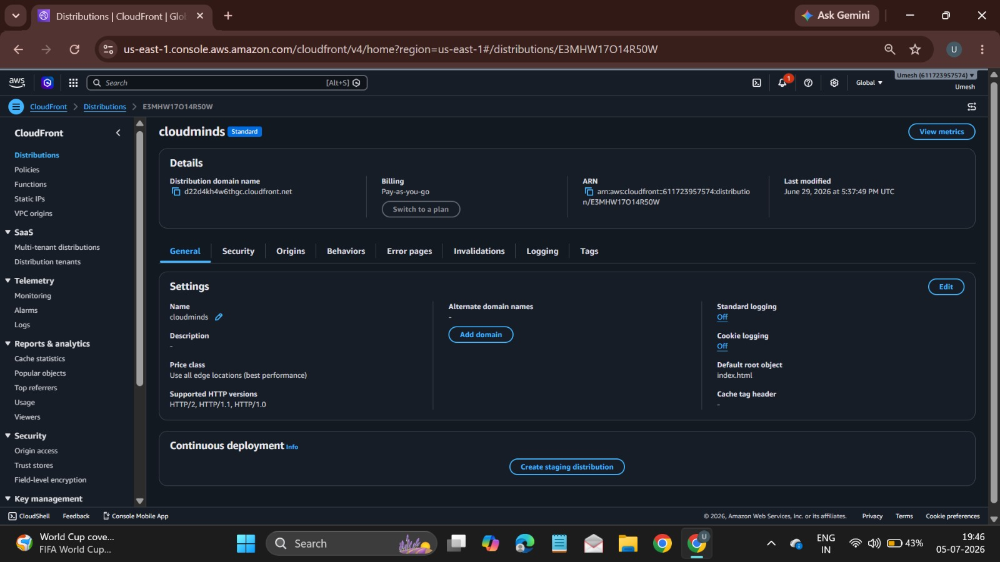 Distributions | CloudFront | Glo
Ask Gemini
us-east-1.console.aws.amazon.com/cloudfront/v4/home?region=us-east-1#/distributions/E3MHW17O14R50W
U
aws
Search
[Alt+S]
1
Global
Umesh (611723957574)
Umesh
CloudFront
Distributions
E3MHW17O14R50W
CloudFront
Distributions
Policies
Functions
Static IPs
VPC origins
SaaS
Multi-tenant distributions
Distribution tenants
Telemetry
Monitoring
Alarms
Logs
Reports & analytics
Cache statistics
Popular objects
Top referrers
Usage
Viewers
Security
Origin access
Trust stores
Field-level encryption
Key management
cloudminds
Standard
View metrics
Details
Distribution domain name
d22d4kh4w6thgc.cloudfront.net
Billing
Pay-as-you-go
Switch to a plan
ARN
arn:aws:cloudfront::611723957574:distributio
n/E3MHW17O14R50W
Last modified
June 29, 2026 at 5:37:49 PM UTC
General
Security
Origins
Behaviors
Error pages
Invalidations
Logging
Tags
Settings
Edit
Name
cloudminds
Description
-
Price class
Use all edge locations (best performance)
Supported HTTP versions
HTTP/2, HTTP/1.1, HTTP/1.0
Alternate domain names
-
Add domain
Standard logging
Off
Cookie logging
Off
Default root object
index.html
Cache tag header
-
Continuous deployment Info
Create staging distribution
CloudShell
Feedback
Console Mobile App
© 2026, Amazon Web Services, Inc. or its affiliates.
Privacy
Terms
Cookie preferences
World Cup cove...
FIFA World Cup...
Search
U
ENG
IN
43%
19:46
05-07-2026